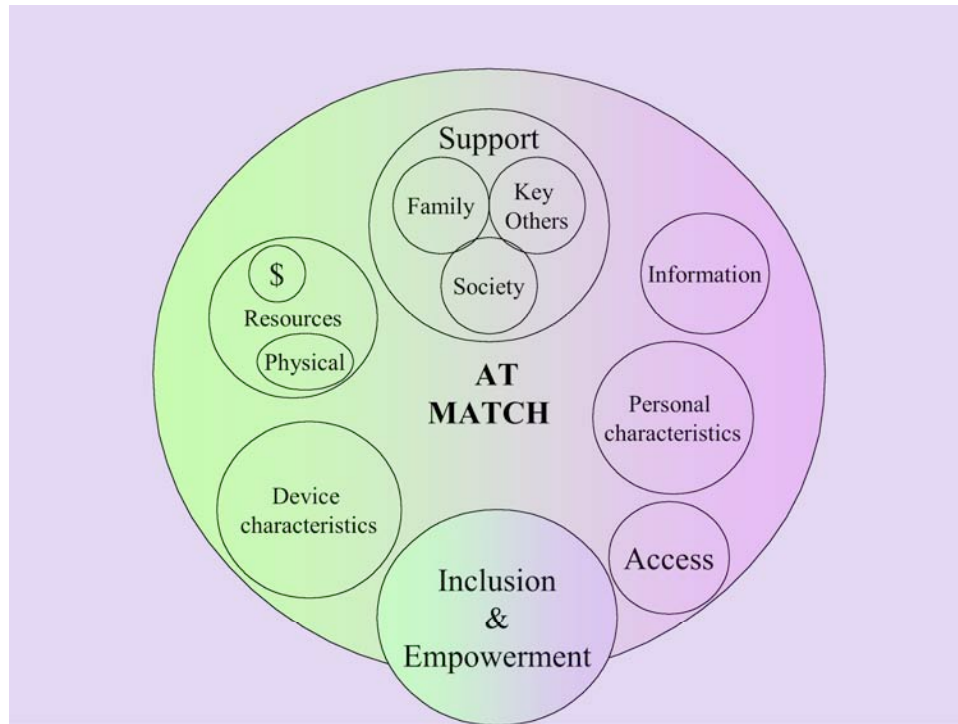 Support
Family
Key
Others
Society
$
Resources
Physical
Information
AT
MATCH
Personal
characteristics
Device
characteristics
Access
Inclusion
&
Empowerment